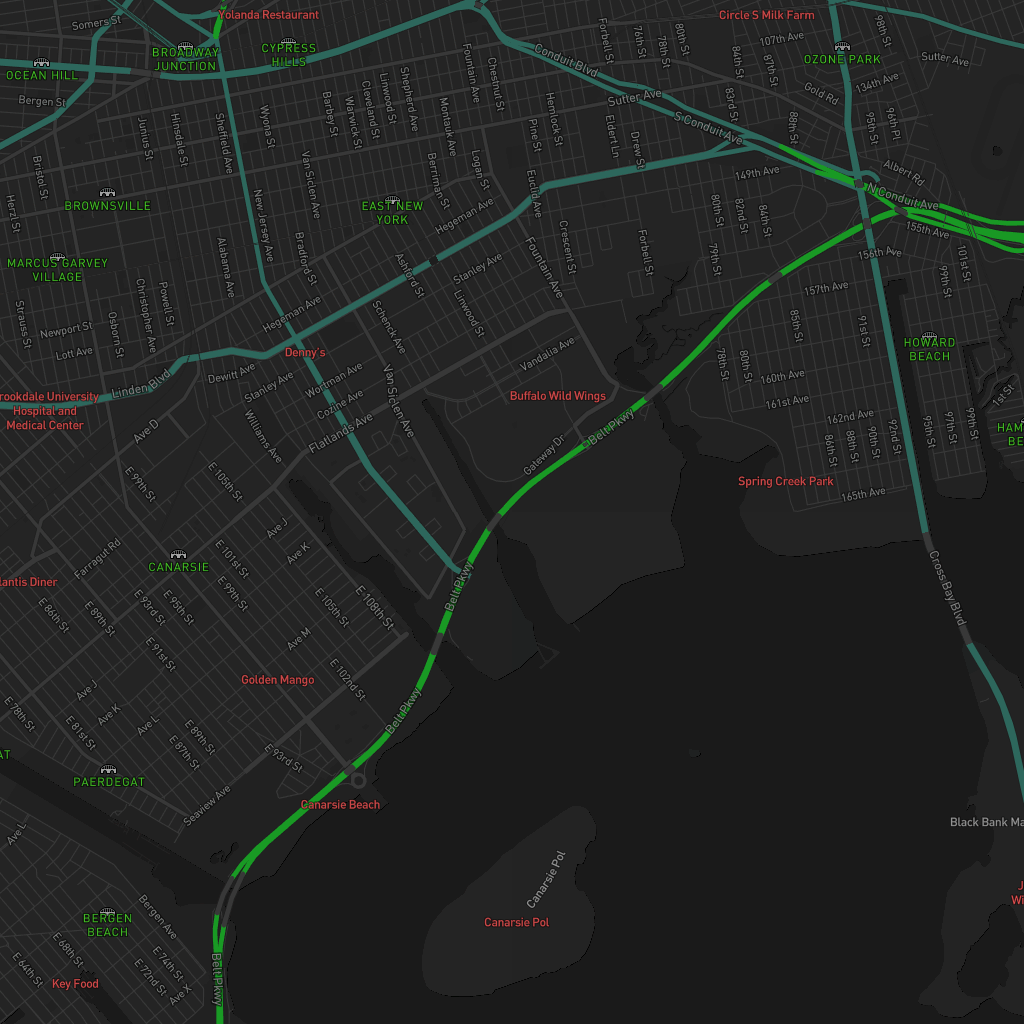 Yolanda Restaurant
Circle S Milk Farm
Somers St
98th St
Forbell St
76th St
78th St
80th St
107th Ave
BROADWAY
JUNCTION
CYPRESS
HILLS
84th St
87th St
OZONE PARK
Sutter Ave
OCEAN HILL
Conduit Blvd
Fountain Ave
Chestnut St
Shepherd Ave
Linwood St
Cleveland St
Warwick St
Barbey St
134th Ave
Gold Rd
Bergen St
Sutter Ave
83rd St
Hemlock St
Montauk Ave
Wyona St
Junius St
Hinsdale St
Sheffield Ave
S Conduit Ave
88th St
95th St
96th Pl
Pine St
Eldert Ln
Drew St
Logan St
Berriman St
Van Siclen Ave
Bristol St
149th Ave
Albert Rd
Euclid Ave
N Conduit Ave
BROWNSVILLE
EAST NEW
YORK
Herzl St
New Jersey Ave
Hegeman Ave
80th St
82nd St
84th St
155th Ave
Crescent St
Forbell St
79th St
156th Ave
101st St
99th St
MARCUS GARVEY
VILLAGE
Alabama Ave
Bradford St
Ashford St
Stanley Ave
Fountain Ave
Christopher Ave
Powell St
157th Ave
Strauss St
Osborn St
Newport St
Hegeman Ave
Schenck Ave
Linwood St
85th St
91st St
HOWARD
BEACH
Lott Ave
Denny's
Vandalia Ave
78th St
80th St
160th Ave
Dewitt Ave
Linden Blvd
Stanley Ave
Wortman Ave
Cozine Ave
Flatlands Ave
Van Siclen Ave
Buffalo Wild Wings
161st Ave
162nd Ave
1st St
rookdale University
Hospital and
Medical Center
Ave D
Williams Ave
S Belt Pkwy
86th St
88th St
90th St
92nd St
95th St
97th St
99th St
HAM
BE
Gateway Dr
E 99th St
E 105th St
Spring Creek Park
165th Ave
Ave J
Farragut Rd
E 101st St
Ave K
CANARSIE
lantis Diner
Belt Pkwy
Cross Bay Blvd
E 86th St
E 89th St
E 93rd St
E 95th St
E 99th St
E 105th St
E 108th St
E 91st St
Ave M
Golden Mango
E 102nd St
Ave J
Ave K
Ave L
E 78th St
E 81st St
E 89th St
E 87th St
E 93rd St
Belt Pkwy
AT
PAERDEGAT
Seaview Ave
Canarsie Beach
Ave L
Black Bank Ma
Canarsie Pol
Canarsie Pol
BERGEN
BEACH
Bergen Ave
J
Wi
E 68th St
E 64th St
E 74th St
E 72nd St
Ave X
Key Food
Belt Pkwy